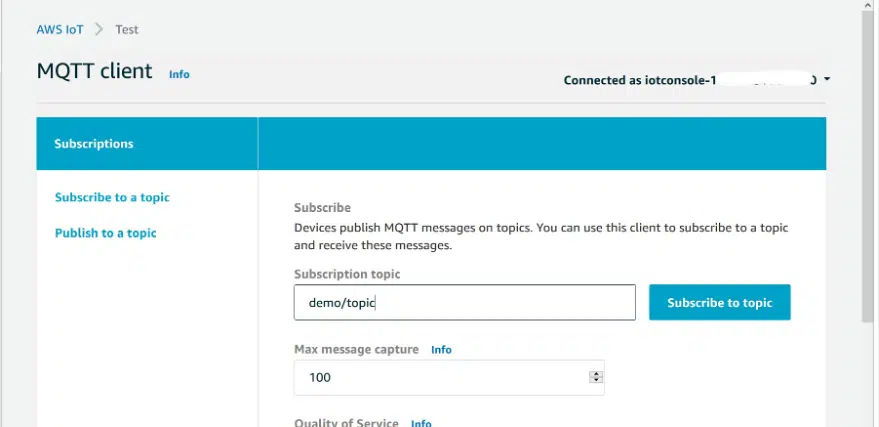 AWS IoT > Test
MQTT client Info
Connected as iotconsole-1
Subscriptions
Subscribe to a topic
Publish to a topic
Subscribe
Devices publish MQTT messages on topics. You can use this client to subscribe to a topic
and receive these messages.
Subscription topic
demo/topic
Subscribe to topic
Max message capture Info
100
Quality of Service Info